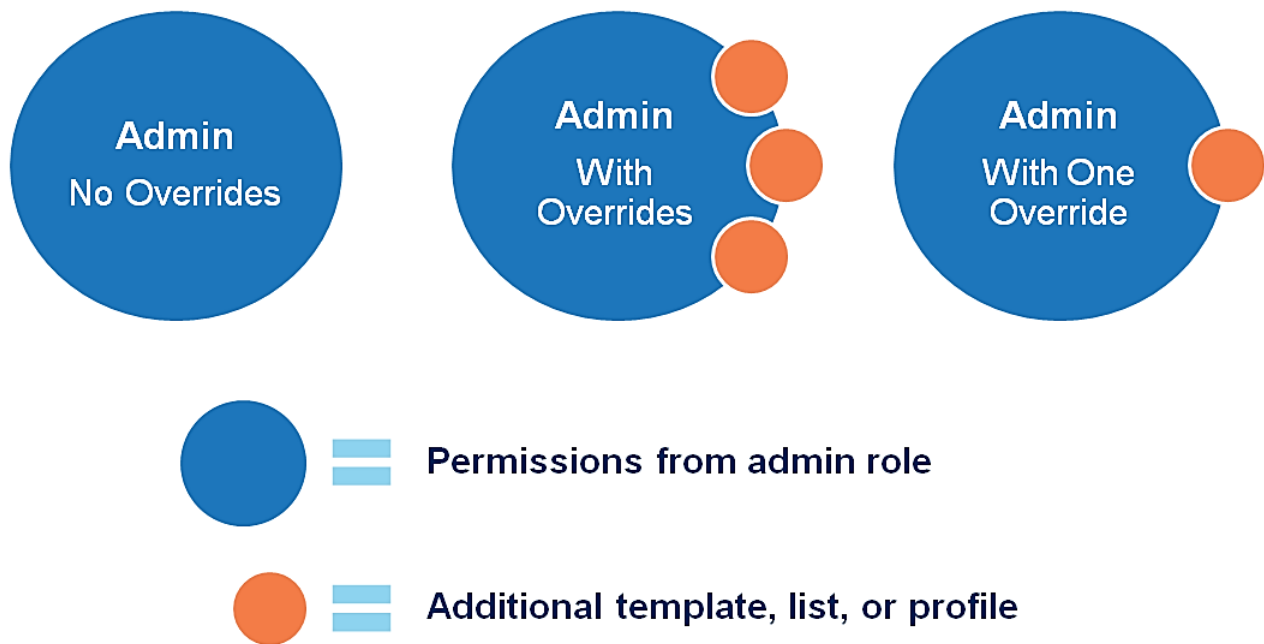 Admin
No Overrides
Admin
With
Overrides
Admin
With One
Override
Permissions from admin role
Additional template, list, or profile